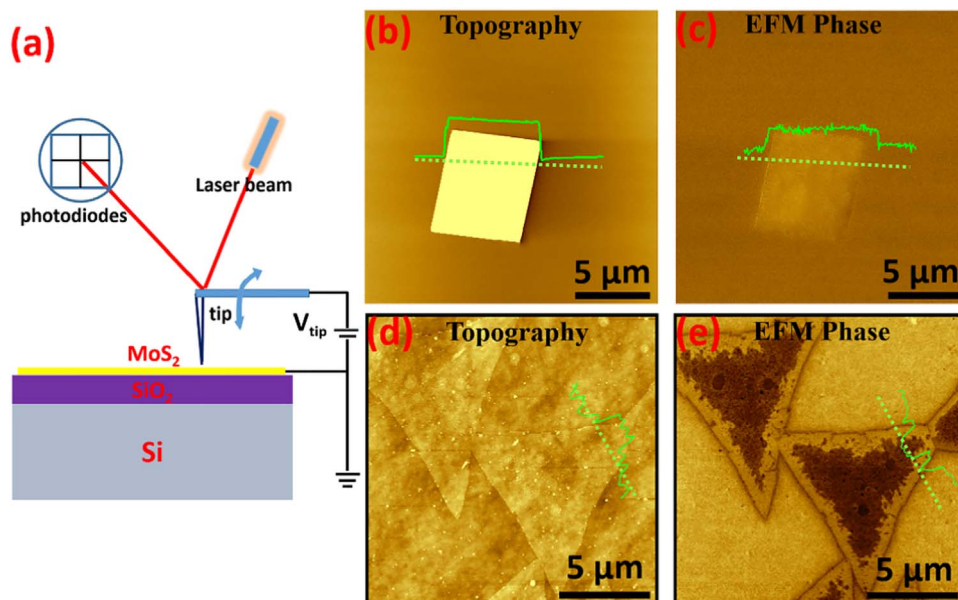 (a)
photodiodes
Laser beam
tip
V_tip
MoS₂
SiO₂
Si
(b) Topography
5 μm
(c) EFM Phase
5 μm
(d) Topography
5 μm
(e) EFM Phase
5 μm